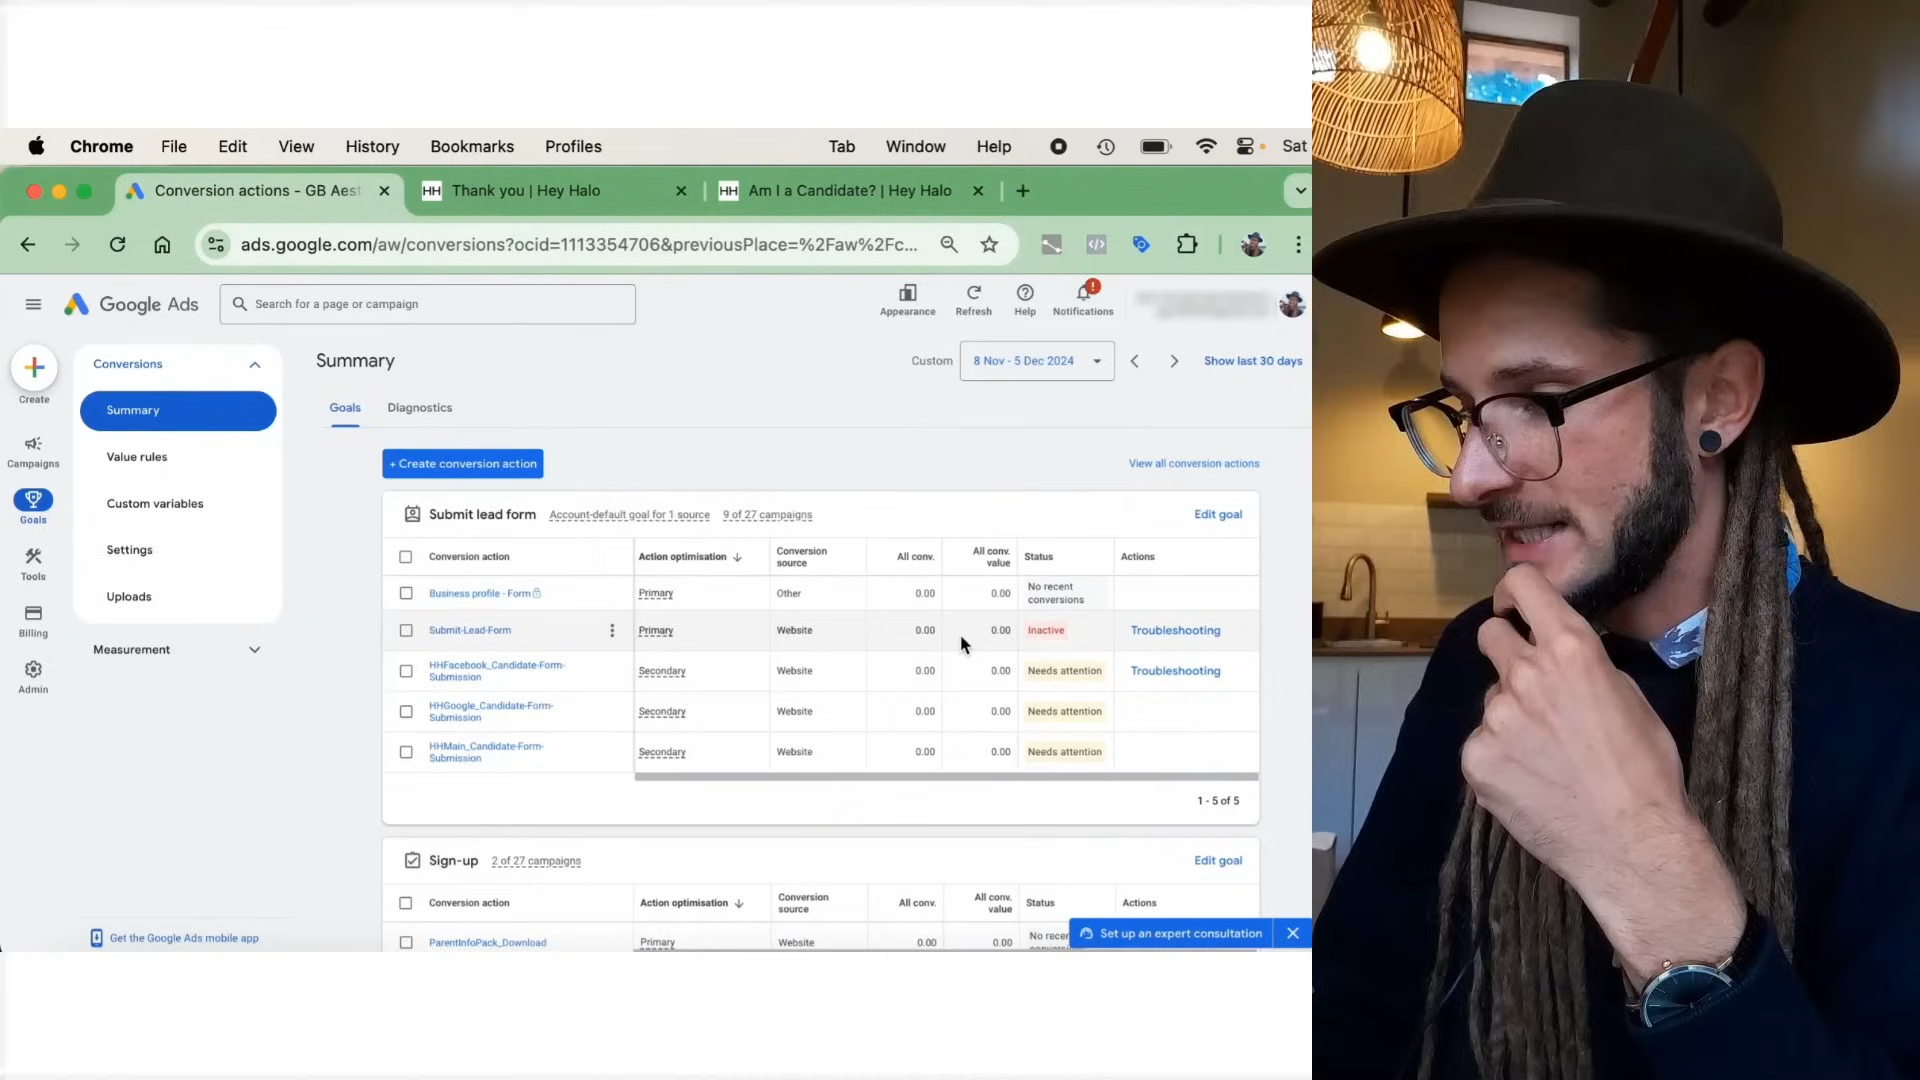 Chrome File Edit View History Bookmarks Profiles Tab Window Help Sat
Conversion actions - GB Aest
HH Thank you | Hey Halo
HH Am I a Candidate? | Hey Halo
ads.google.com/aw/conversions?ocid=1113354706&previousPlace=%2Faw%2Fc...
Google Ads
Search for a page or campaign
Appearance
Refresh
Help
Notifications
Create
Campaigns
Goals
Tools
Billing
Admin
Conversions
Summary
Value rules
Custom variables
Settings
Uploads
Measurement
Get the Google Ads mobile app
Summary
Custom 8 Nov - 5 Dec 2024 Show last 30 days
Goals Diagnostics
+ Create conversion action
View all conversion actions
Submit lead form Account-default goal for 1 source 9 of 27 campaigns Edit goal
Conversion action Action optimisation Conversion source All conv. All conv. value Status Actions
Business profile - Form Primary Other 0.00 0.00 No recent conversions
Submit-Lead-Form Primary Website 0.00 0.00 Inactive Troubleshooting
HHFacebook_Candidate-Form-Submission Secondary Website 0.00 0.00 Needs attention Troubleshooting
HHGoogle_Candidate-Form-Submission Secondary Website 0.00 0.00 Needs attention
HHMain_Candidate-Form-Submission Secondary Website 0.00 0.00 Needs attention
1 - 5 of 5
Sign-up 2 of 27 campaigns Edit goal
Conversion action Action optimisation Conversion source All conv. All conv. value Status Actions
ParentInfoPack_Download Primary Website 0.00 0.00 No recen
Set up an expert consultation